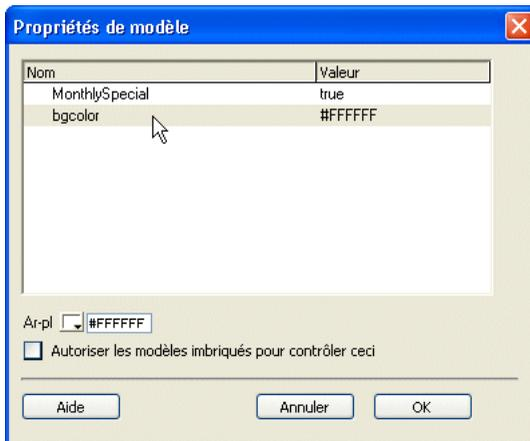 Propriétés de modèle
Nom Valeur
MonthlySpecial true
bgcolor #FFFFFF
Ar-pl #FFFFFF
Autoriser les modèles imbriqués pour contrôler ceci
Aide Annuler OK